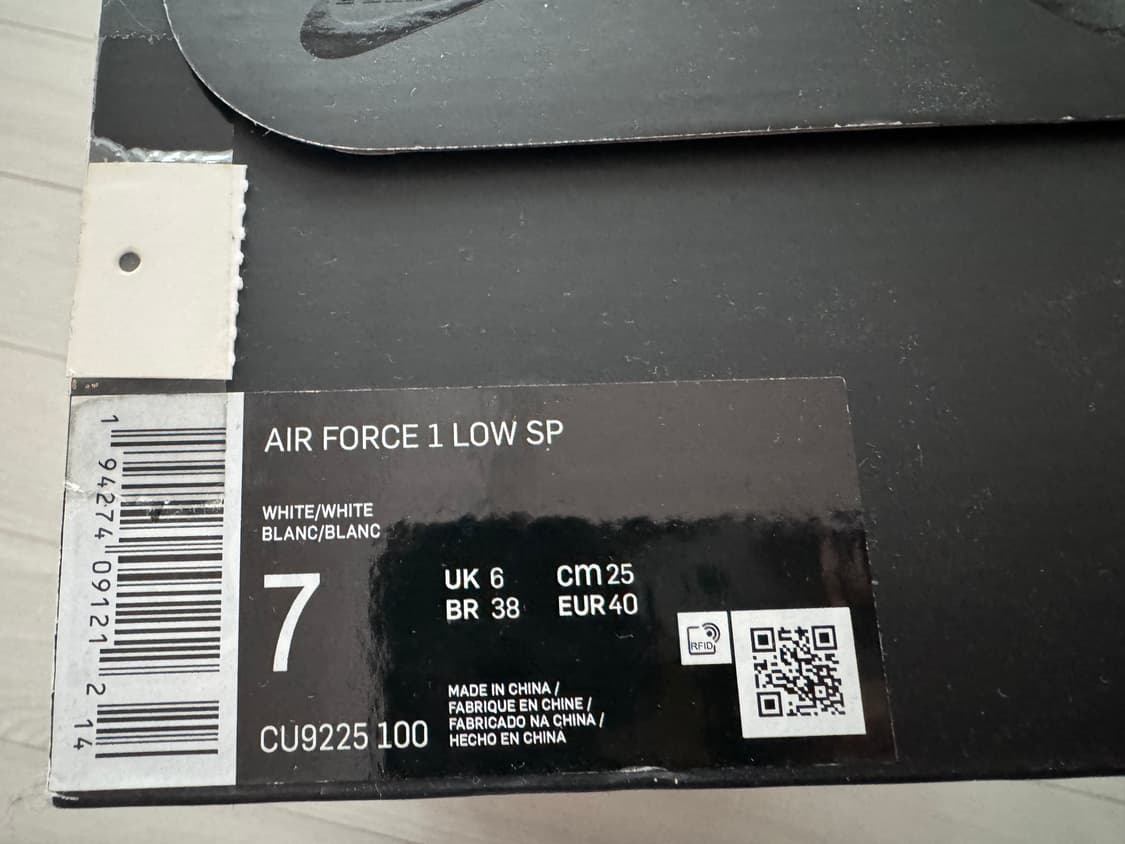 AIR FORCE 1 LOW SP
WHITE/WHITE
BLANC/BLANC
7
UK 6 cm 25
BR 38 EUR 40
RFID
MADE IN CHINA /
FABRIQUE EN CHINE /
FABRICADO NA CHINA /
HECHO EN CHINA
CU9225 100
1 94274 09121 2 14